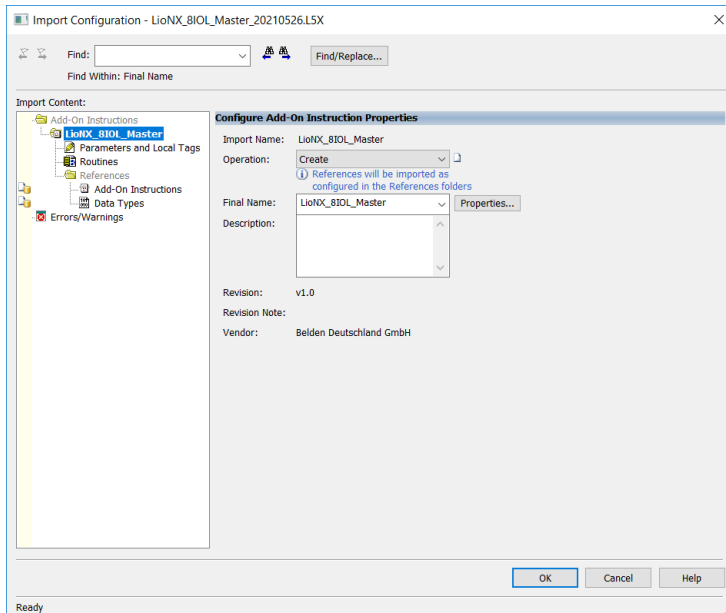 Import Configuration - LioNX_8IOL_Master_20210526.L5X
Find:
Find/Replace...
Find Within: Final Name
Import Content:
Add-On Instructions
LioNX_8IOL_Master
Parameters and Local Tags
Routines
References
Add-On Instructions
Data Types
Errors/Warnings
Configure Add-On Instruction Properties
Import Name: LioNX_8IOL_Master
Operation: Create
References will be imported as
configured in the References folders
Final Name: LioNX_8IOL_Master Properties...
Description:
Revision: v1.0
Revision Note:
Vendor: Belden Deutschland GmbH
OK Cancel Help
Ready